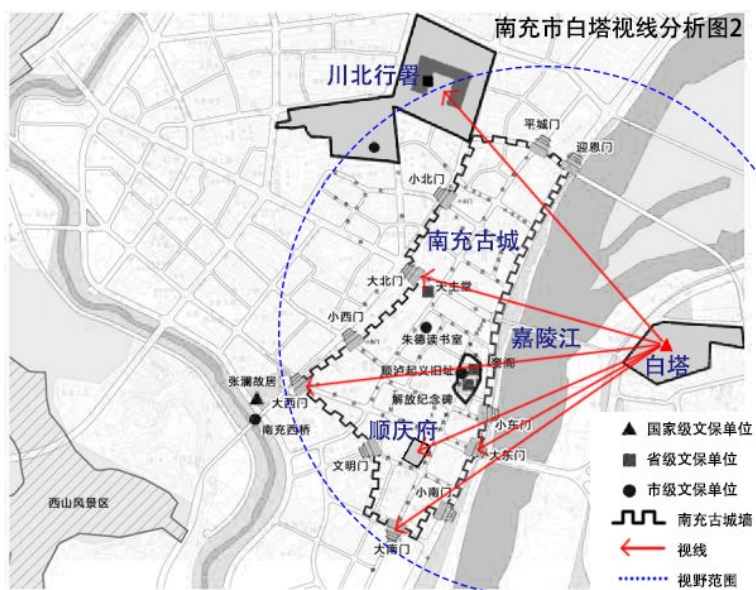 南充市白塔视线分析图2
川北行署
平城门
迎恩门
小北门
南充古城
大北门
天主堂
小西门
朱德读书室
嘉陵江
白塔
奎阁
顺泸起义旧址
张澜故居
大西门
解放纪念碑
南充西桥
顺庆府
小东门
大东门
文明门
小南门
大南门
西山风景区
国家级文保单位
省级文保单位
市级文保单位
南充古城墙
视线
视野范围